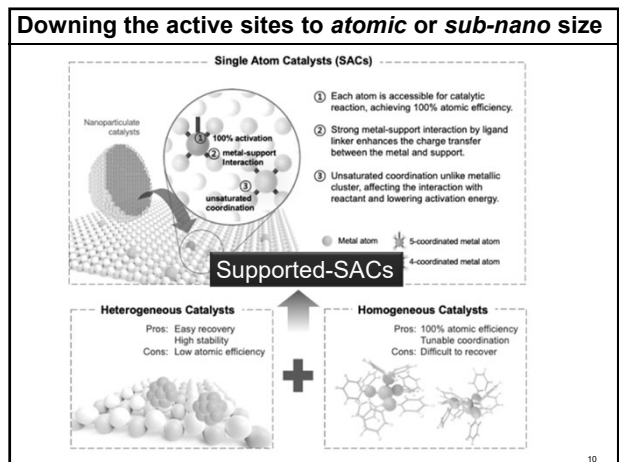 Downing the active sites to atomic or sub-nano size
Single Atom Catalysts (SACs)
Nanoparticulate
catalysts
① 100% activation
② metal-support
Interaction
③
unsaturated
coordination
① Each atom is accessible for catalytic
reaction, achieving 100% atomic efficiency.
② Strong metal-support interaction by ligand
linker enhances the charge transfer
between the metal and support.
③ Unsaturated coordination unlike metallic
cluster, affecting the interaction with
reactant and lowering activation energy.
Metal atom
5-coordinated metal atom
4-coordinated metal atom
Supported-SACs
Heterogeneous Catalysts
Pros: Easy recovery
High stability
Cons: Low atomic efficiency
Homogeneous Catalysts
Pros: 100% atomic efficiency
Tunable coordination
Cons: Difficult to recover
10